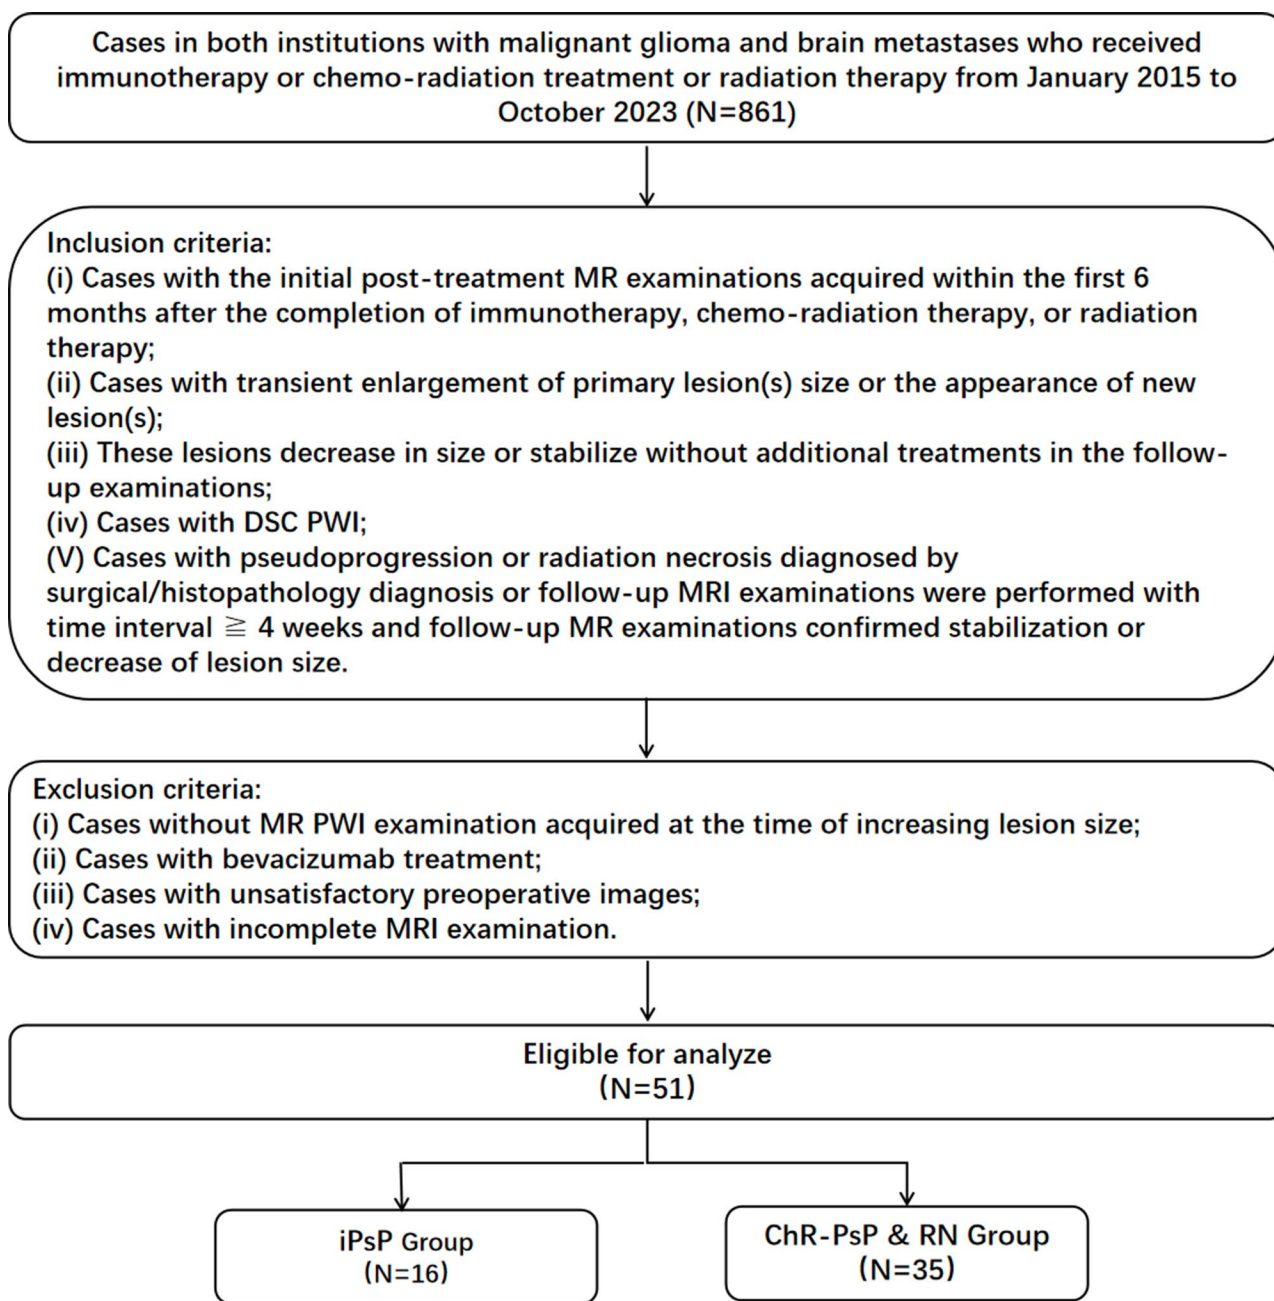 Cases in both institutions with malignant glioma and brain metastases who received
immunotherapy or chemo-radiation treatment or radiation therapy from January 2015 to
October 2023 (N=861)
Inclusion criteria:
(i) Cases with the initial post-treatment MR examinations acquired within the first 6
months after the completion of immunotherapy, chemo-radiation therapy, or radiation
therapy;
(ii) Cases with transient enlargement of primary lesion(s) size or the appearance of new
lesion(s);
(iii) These lesions decrease in size or stabilize without additional treatments in the follow-
up examinations;
(iv) Cases with DSC PWI;
(V) Cases with pseudoprogression or radiation necrosis diagnosed by
surgical/histopathology diagnosis or follow-up MRI examinations were performed with
time interval ≧ 4 weeks and follow-up MR examinations confirmed stabilization or
decrease of lesion size.
Exclusion criteria:
(i) Cases without MR PWI examination acquired at the time of increasing lesion size;
(ii) Cases with bevacizumab treatment;
(iii) Cases with unsatisfactory preoperative images;
(iv) Cases with incomplete MRI examination.
Eligible for analyze
(N=51)
iPsP Group
(N=16)
ChR-PsP & RN Group
(N=35)